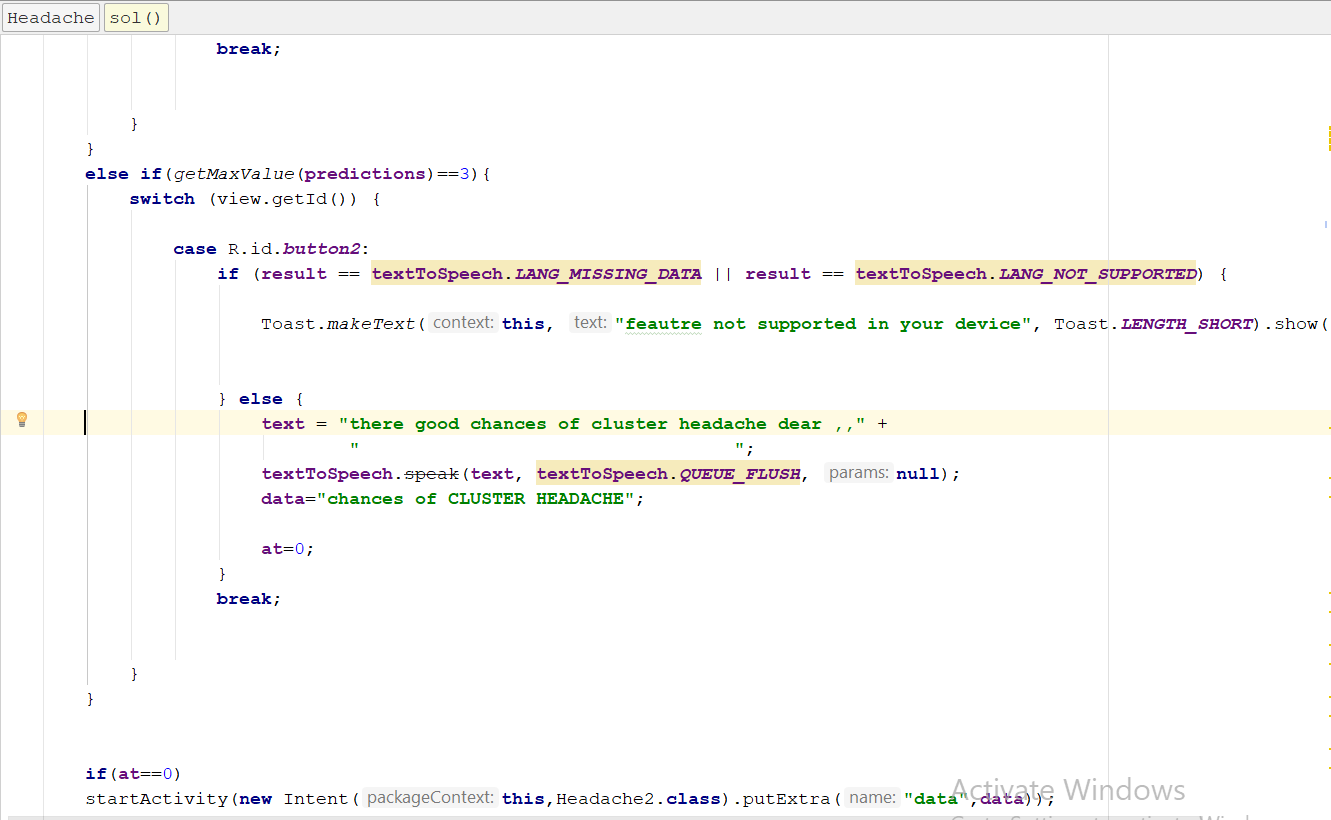 Headache sol()
break;
}
}
else if(getMaxValue(predictions)==3){
switch (view.getId()) {
case R.id.button2:
if (result == textToSpeech.LANG_MISSING_DATA || result == textToSpeech.LANG_NOT_SUPPORTED) {
Toast.makeText( context: this, text: "feautre not supported in your device", Toast.LENGTH_SHORT).show(
} else {
text = "there good chances of cluster headache dear ,," +
" ";
textToSpeech.speak(text, textToSpeech.QUEUE_FLUSH, params: null);
data="chances of CLUSTER HEADACHE";
at=0;
}
break;
}
}
if(at==0)
startActivity(new Intent( packageContext: this,Headache2.class).putExtra( name: "data",data));
Activate Windows